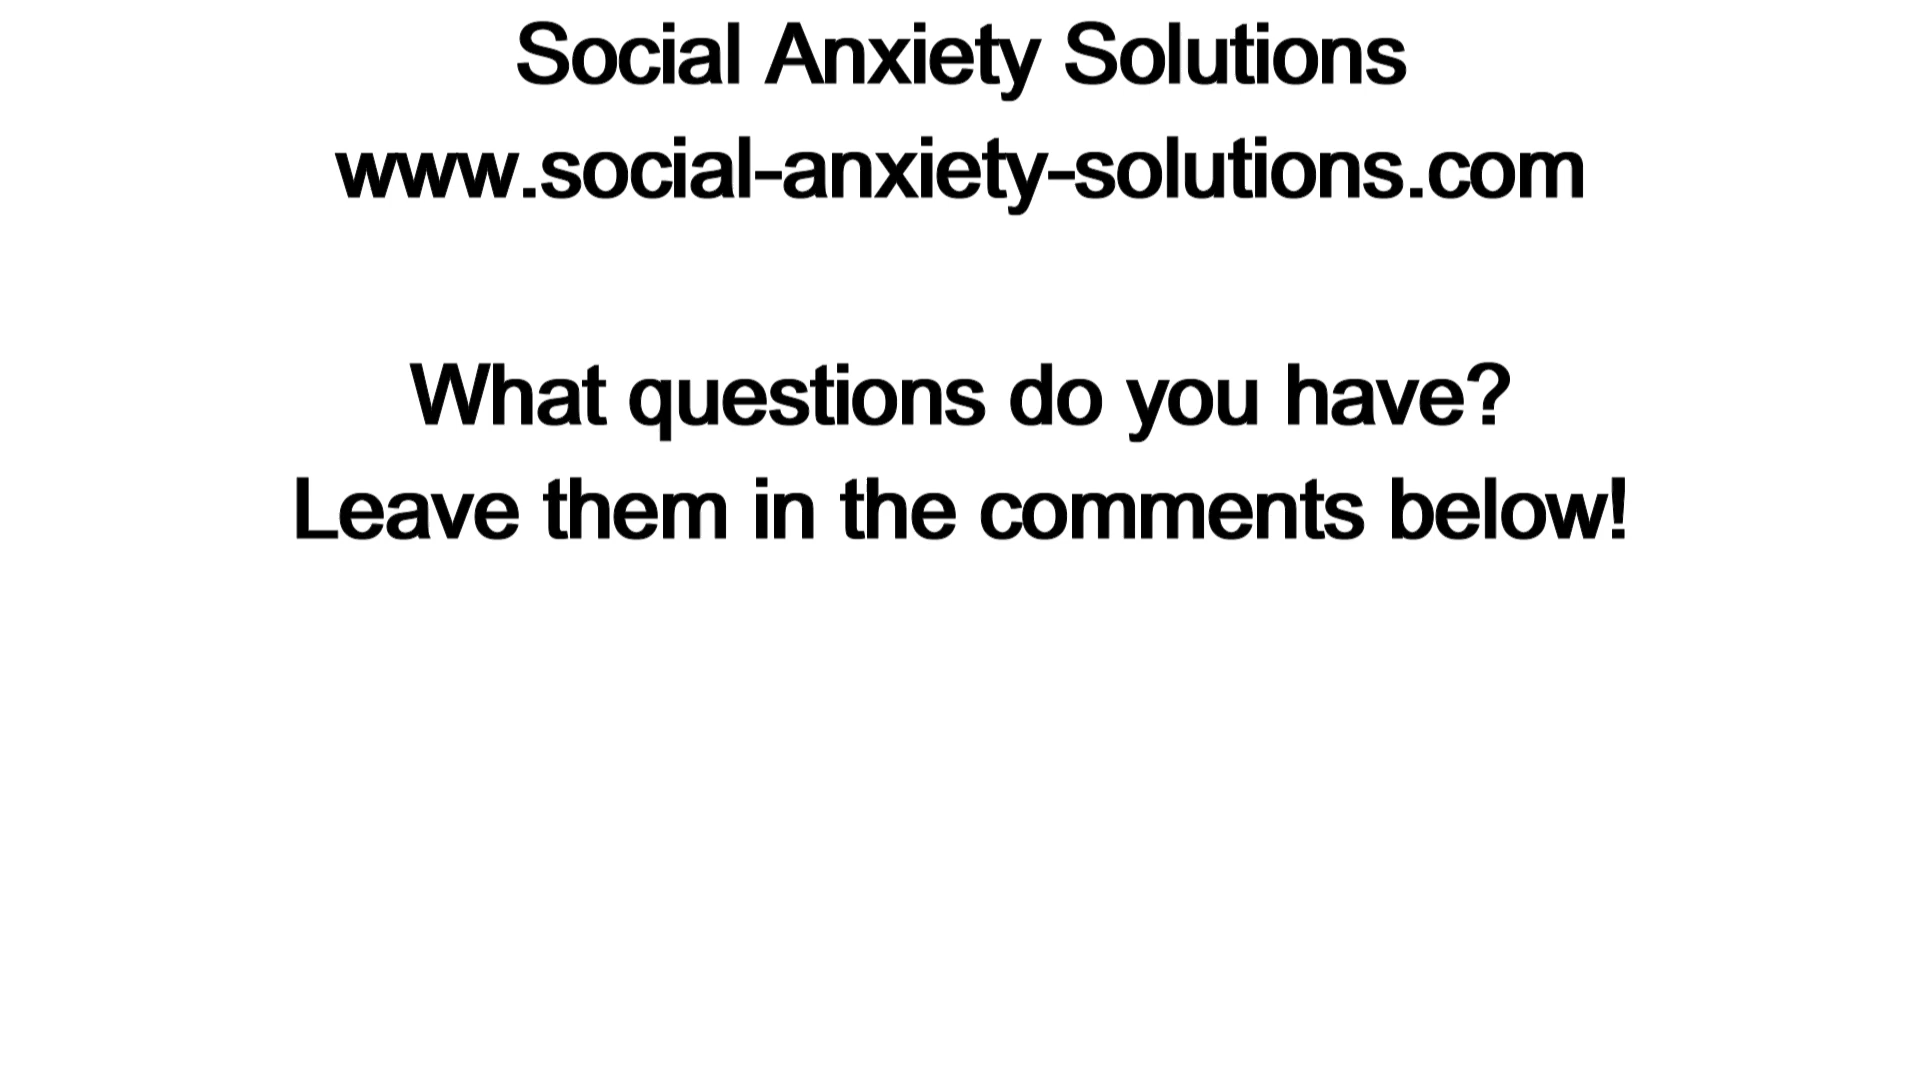 Social Anxiety Solutions
www.social-anxiety-solutions.com
What questions do you have?
Leave them in the comments below!